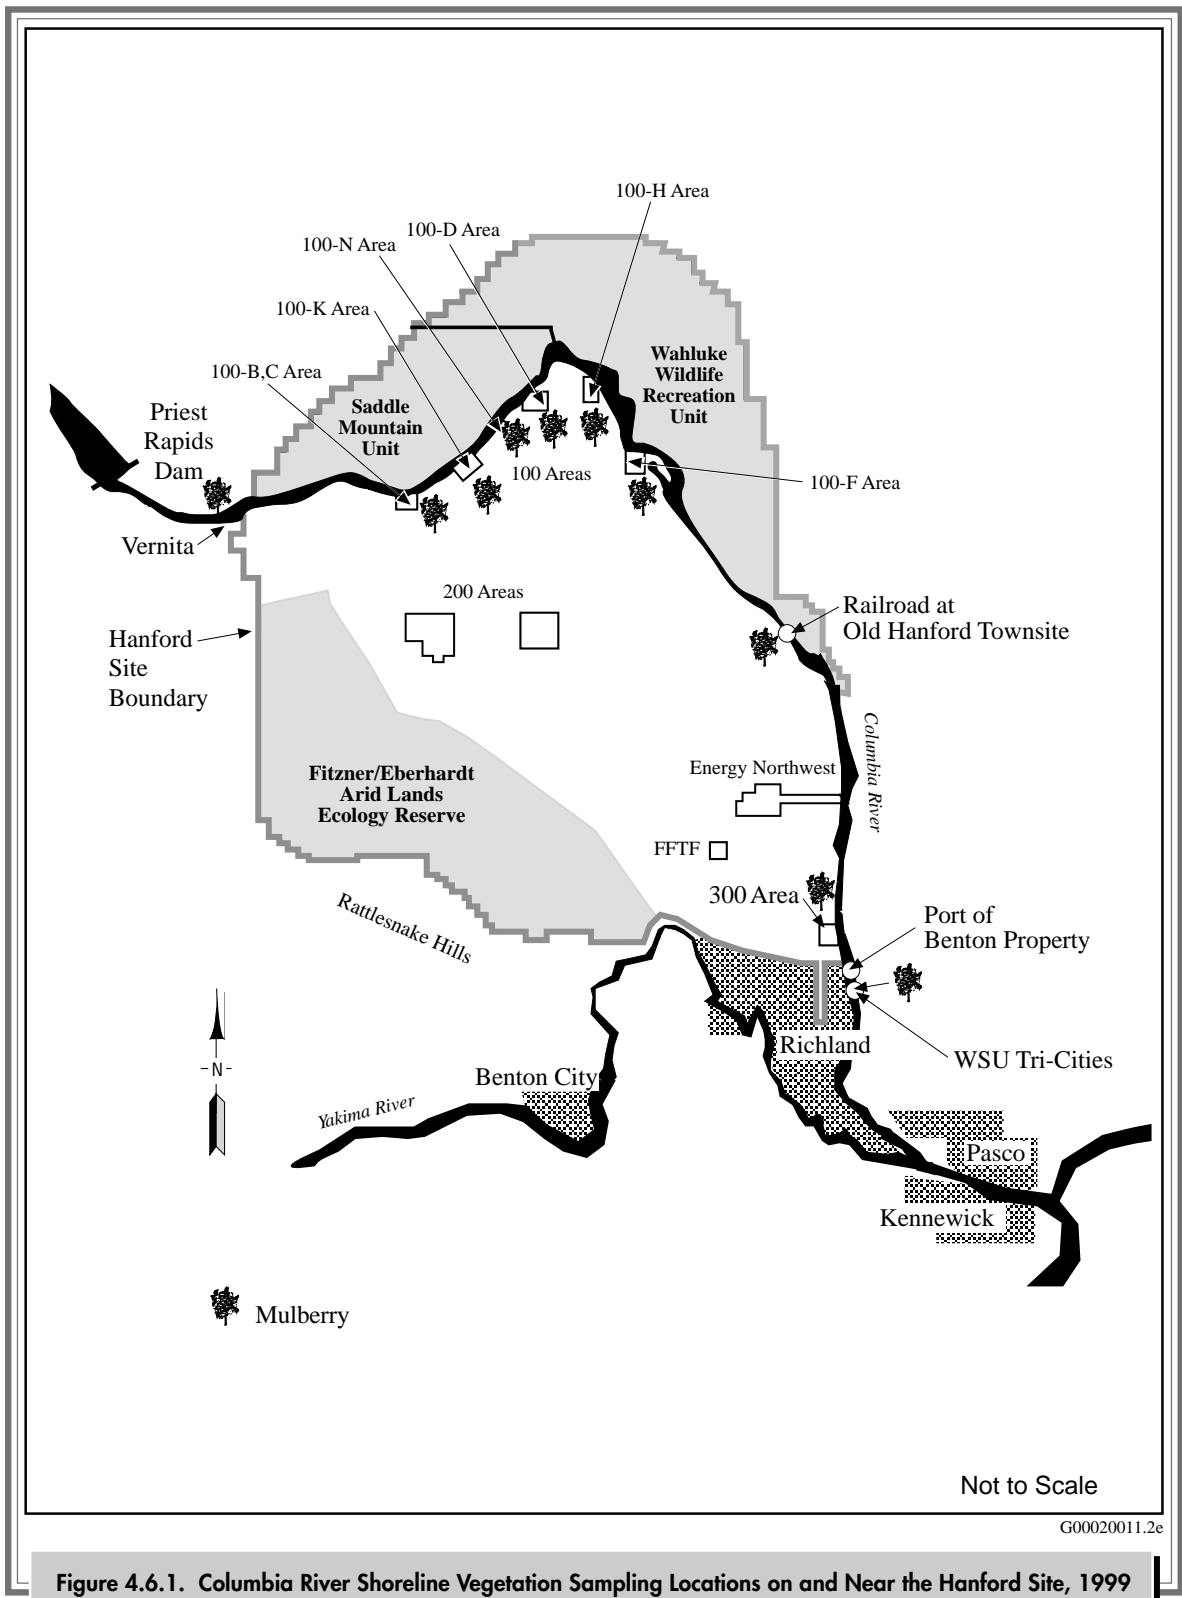 100-H Area
100-D Area
100-N Area
100-K Area
100-B,C Area
Wahluke
Wildlife
Recreation
Unit
Saddle
Mountain
Unit
Priest
Rapids
Dam
100 Areas
100-F Area
Vernita
200 Areas
Railroad at
Old Hanford Townsite
Hanford
Site
Boundary
Columbia River
Energy Northwest
Fitzner/Eberhardt
Arid Lands
Ecology Reserve
FFTF
300 Area
Rattlesnake Hills
Port of
Benton Property
Richland
WSU Tri-Cities
-N-
Benton City
Yakima River
Pasco
Kennewick
Mulberry
Not to Scale
G00020011.2e
Figure 4.6.1. Columbia River Shoreline Vegetation Sampling Locations on and Near the Hanford Site, 1999